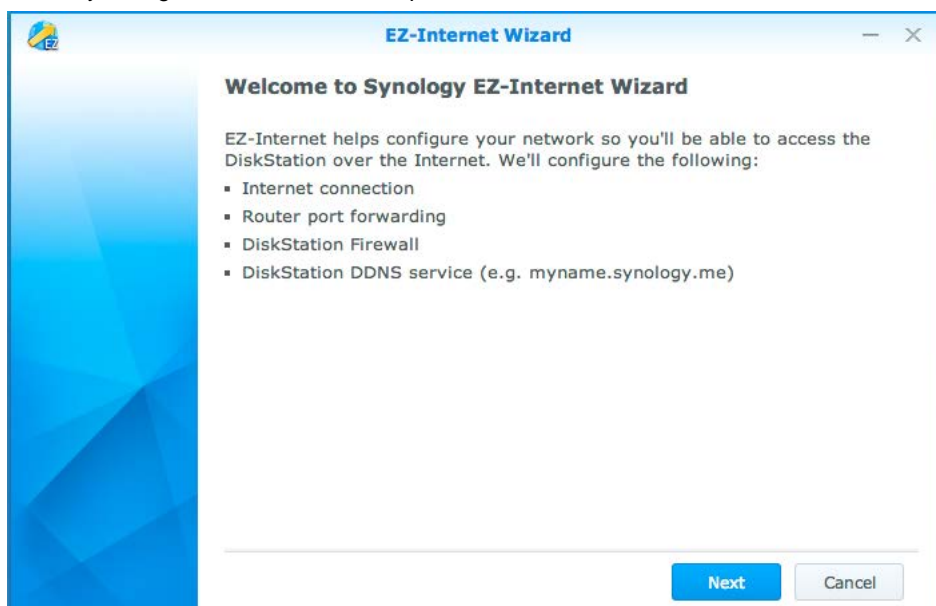 EZ-Internet Wizard
EZ
Welcome to Synology EZ-Internet Wizard
EZ-Internet helps configure your network so you'll be able to access the
DiskStation over the Internet. We'll configure the following:
▪ Internet connection
▪ Router port forwarding
▪ DiskStation Firewall
▪ DiskStation DDNS service (e.g. myname.synology.me)
Next Cancel